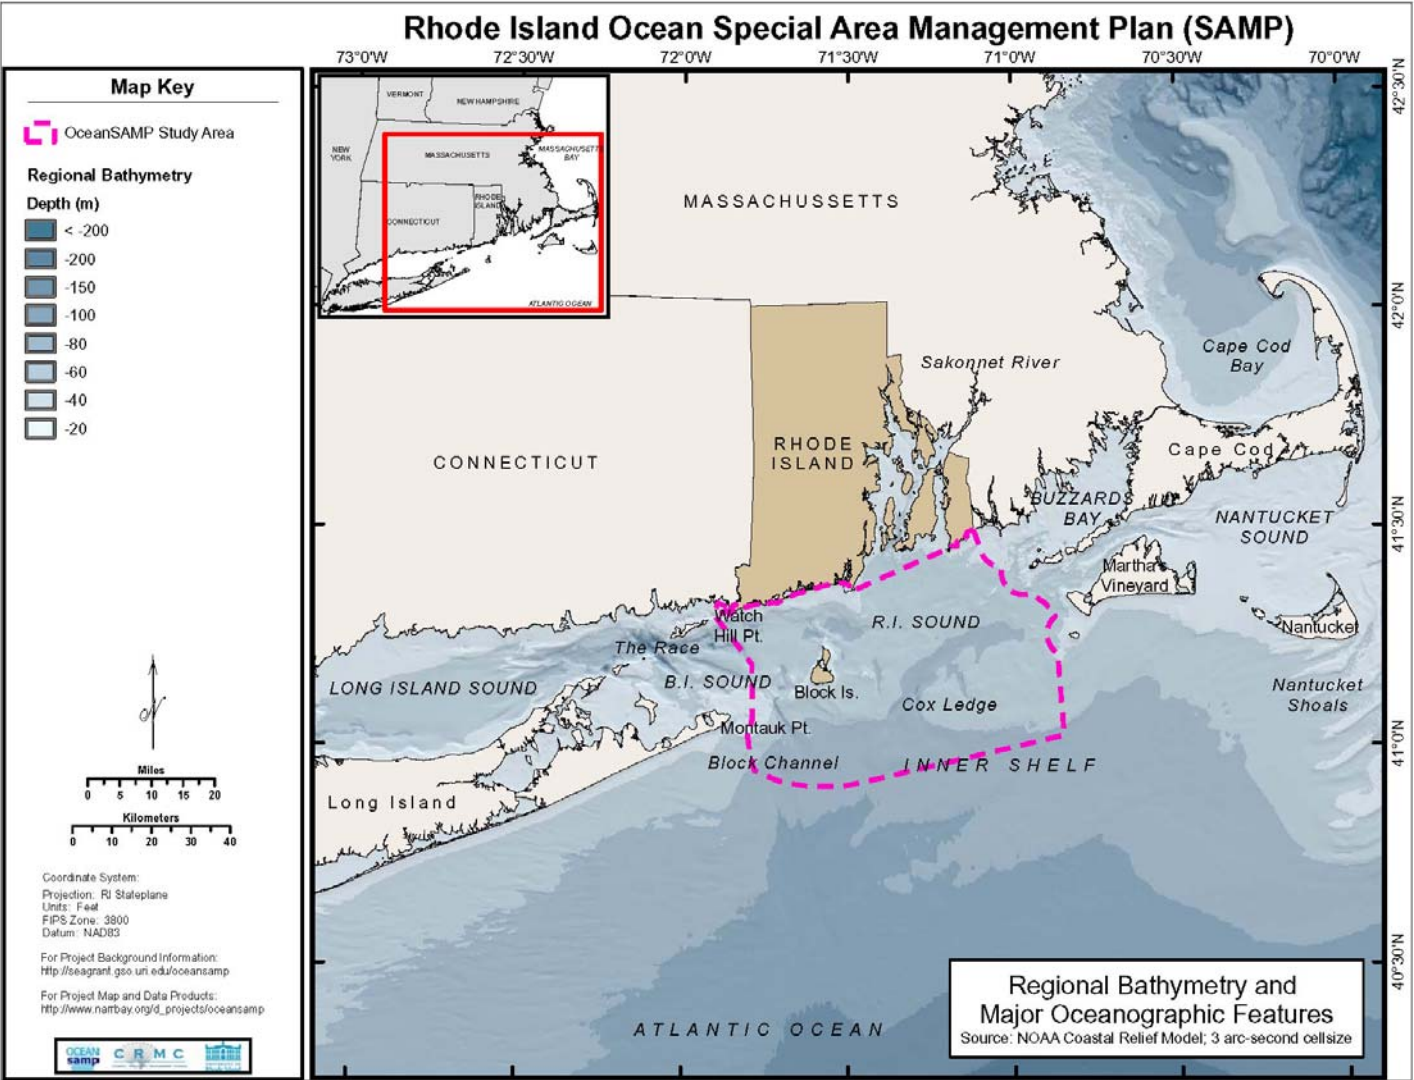 Rhode Island Ocean Special Area Management Plan (SAMP)
73°0'W
72°30'W
72°0'W
71°30'W
71°0'W
70°30'W
70°0'W
Map Key
OceanSAMP Study Area
Regional Bathymetry
Depth (m)
< -200
-200
-150
-100
-80
-60
-40
-20
Miles
0 5 10 15 20
Kilometers
0 10 20 30 40
Coordinate System:
Projection: RI Stateplane
Units: Feet
FIPS Zone: 3800
Datum: NAD83
For Project Background Information:
http://seagrant.gso.uri.edu/oceansamp
For Project Map and Data Products:
http://www.narrbay.org/d_projects/oceansamp
OCEAN
samp
CRMC
VERMONT
NEW HAMPSHIRE
NEW
YORK
MASSACHUSETTS
MASSACHUSETTS
BAY
CONNECTICUT
RHODE
ISLAND
ATLANTIC OCEAN
MASSACHUSETTS
Cape Cod
Bay
Sakonnet River
RHODE
ISLAND
CONNECTICUT
Cape Cod
BUZZARDS
BAY
NANTUCKET
SOUND
Martha's
Vineyard
Watch
Hill Pt.
R.I. SOUND
Nantucket
The Race
LONG ISLAND SOUND
B.I. SOUND
Block Is.
Cox Ledge
Nantucket
Shoals
Montauk Pt.
Block Channel
INNER SHELF
Long Island
ATLANTIC OCEAN
42°30'N
42°0'N
41°30'N
41°0'N
40°30'N
Regional Bathymetry and
Major Oceanographic Features
Source: NOAA Coastal Relief Model; 3 arc-second cellsize